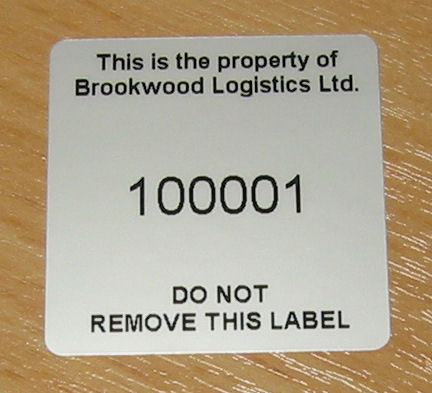 This is the property of
Brookwood Logistics Ltd.
100001
DO NOT
REMOVE THIS LABEL